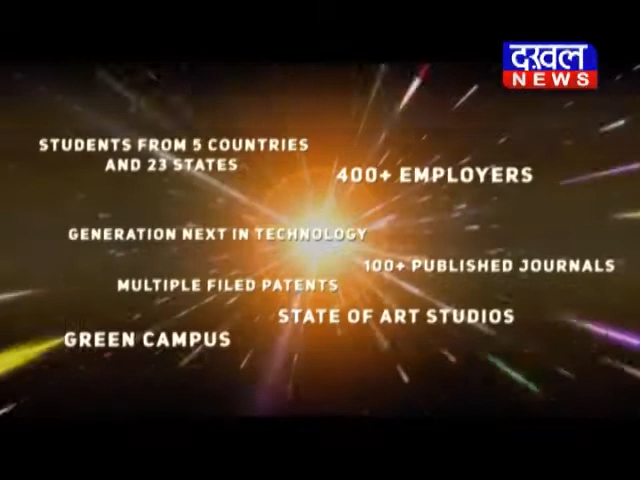 दख़ल
NEWS
STUDENTS FROM 5 COUNTRIES
AND 23 STATES
400+ EMPLOYERS
GENERATION NEXT IN TECHNOLOGY
100+ PUBLISHED JOURNALS
MULTIPLE FILED PATENTS
STATE OF ART STUDIOS
GREEN CAMPUS